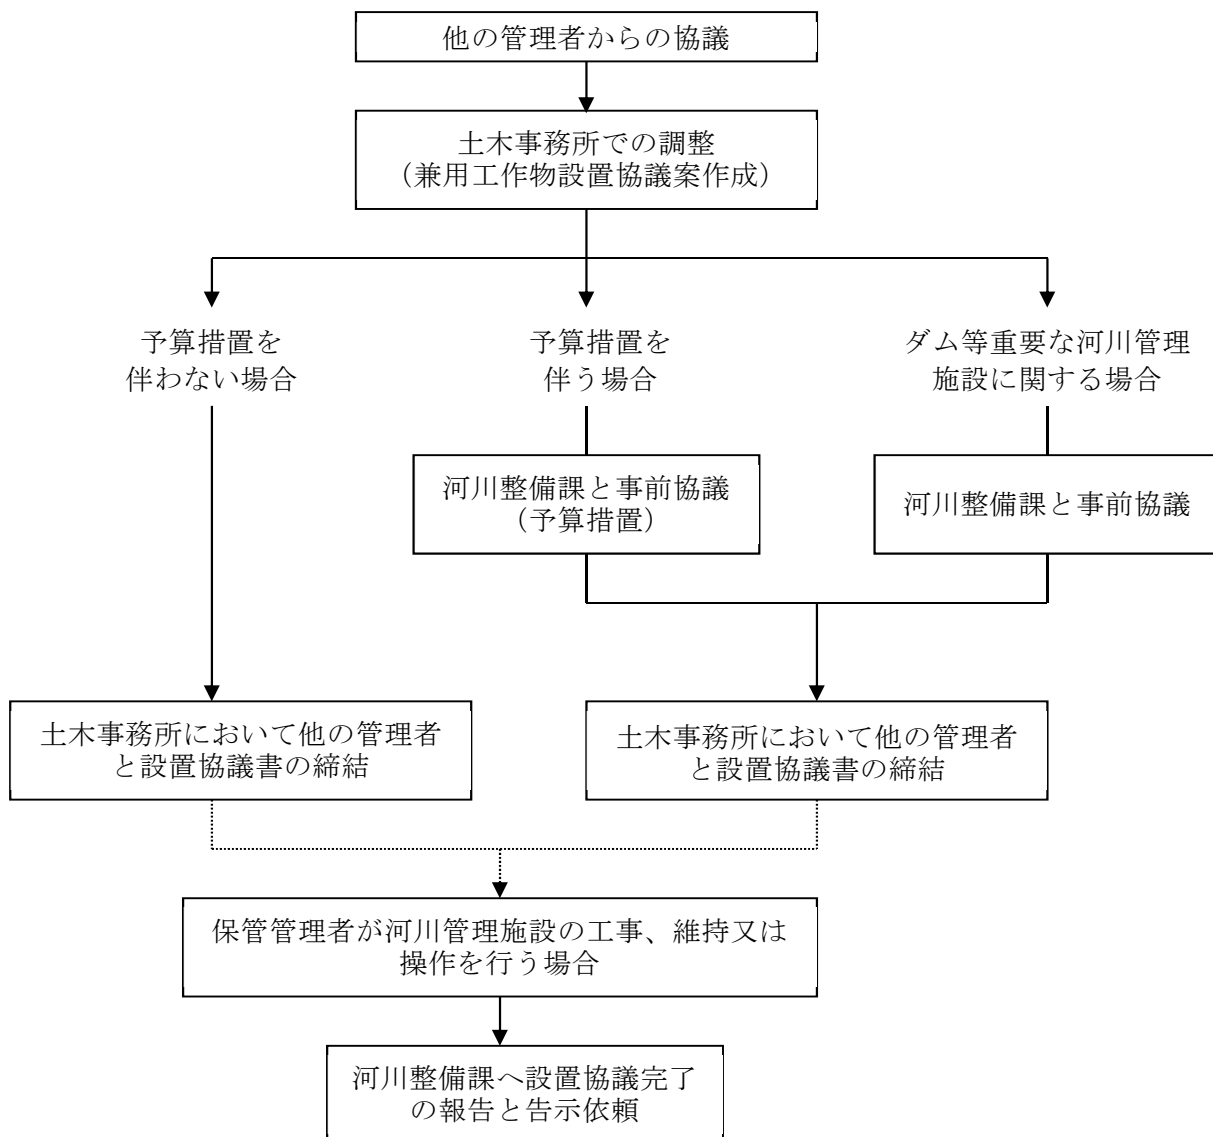 他の管理者からの協議
土木事務所での調整
（兼用工作物設置協議案作成）
予算措置を
伴わない場合
予算措置を
伴う場合
ダム等重要な河川管理
施設に関する場合
河川整備課と事前協議
（予算措置）
河川整備課と事前協議
土木事務所において他の管理者
と設置協議書の締結
土木事務所において他の管理者
と設置協議書の締結
保管管理者が河川管理施設の工事、維持又は
操作を行う場合
河川整備課へ設置協議完了
の報告と告示依頼